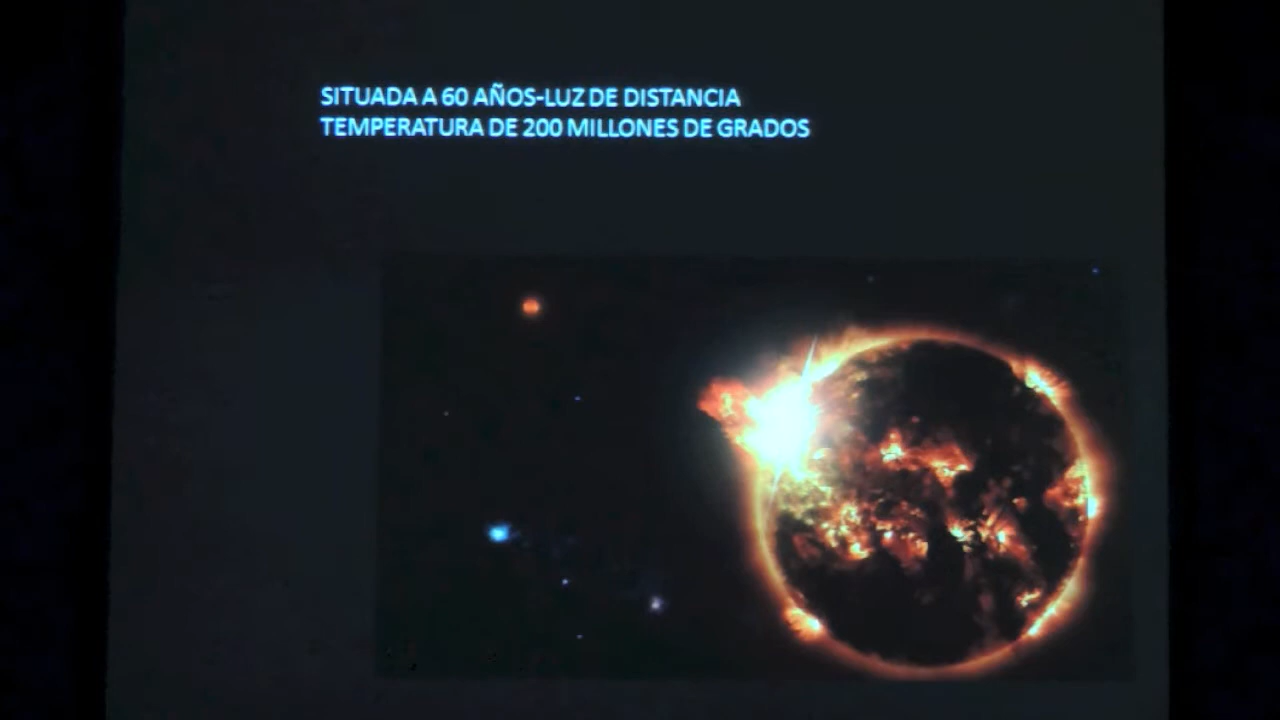 SITUADA A 60 AÑOS-LUZ DE DISTANCIA
TEMPERATURA DE 200 MILLONES DE GRADOS